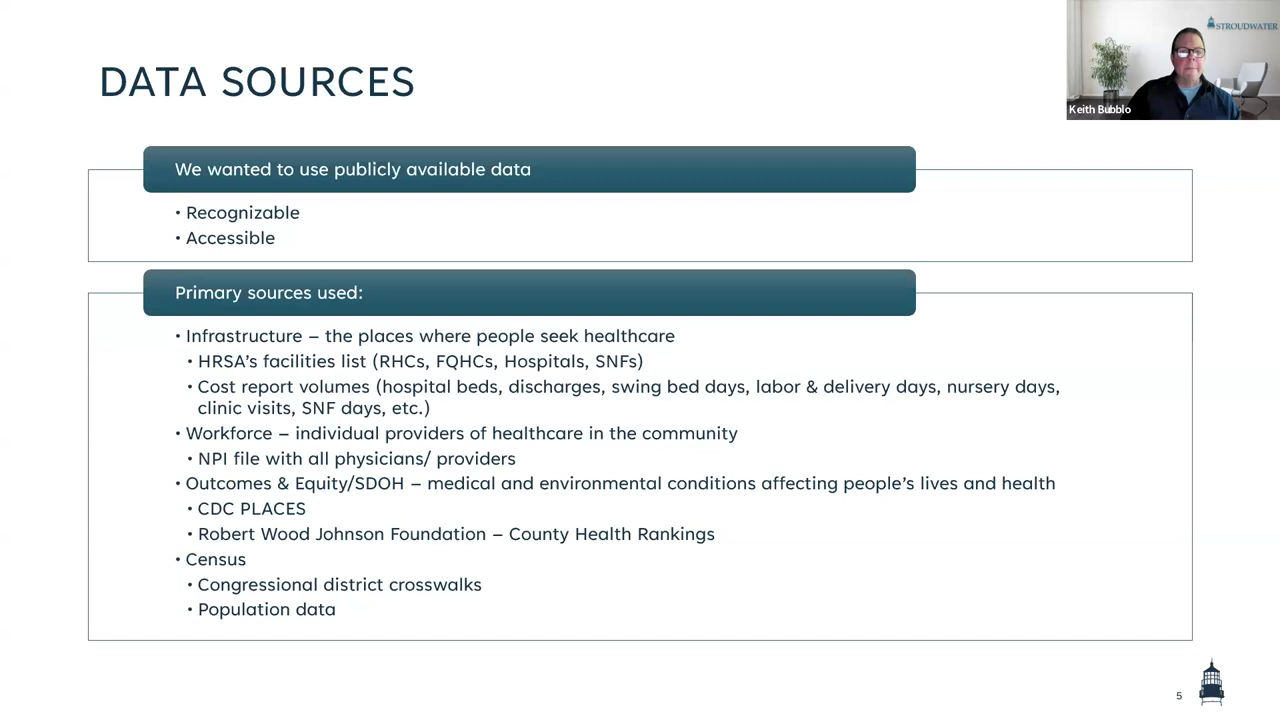 DATA SOURCES
STROUDWATER
Keith Bubblo
We wanted to use publicly available data
• Recognizable
• Accessible
Primary sources used:
• Infrastructure – the places where people seek healthcare
• HRSA's facilities list (RHCs, FQHCs, Hospitals, SNFs)
• Cost report volumes (hospital beds, discharges, swing bed days, labor & delivery days, nursery days,
clinic visits, SNF days, etc.)
• Workforce – individual providers of healthcare in the community
• NPI file with all physicians/ providers
• Outcomes & Equity/SDOH – medical and environmental conditions affecting people's lives and health
• CDC PLACES
• Robert Wood Johnson Foundation – County Health Rankings
• Census
• Congressional district crosswalks
• Population data
5